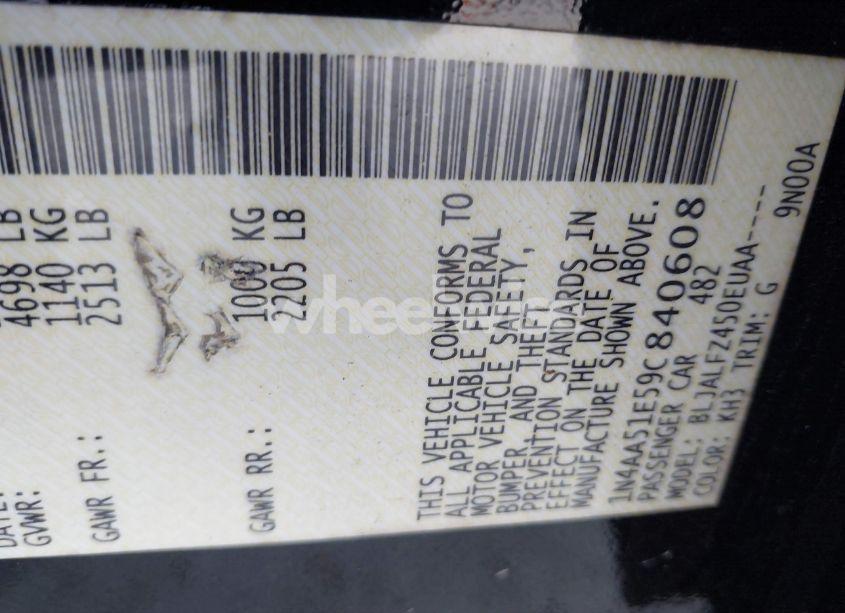 DATE:
GVWR: 4698 LB
1140 KG
GAWR FR.: 2513 LB
GAWR RR.: 1000 KG
2205 LB
THIS VEHICLE CONFORMS TO
ALL APPLICABLE FEDERAL
MOTOR VEHICLE SAFETY,
BUMPER, AND THEFT
PREVENTION STANDARDS IN
EFFECT ON THE DATE OF
MANUFACTURE SHOWN ABOVE.
1N4AA51E59C840608
PASSENGER CAR 482
MODEL: BLJALFZ450EUAA----
COLOR: KH3 TRIM: G 9N00A